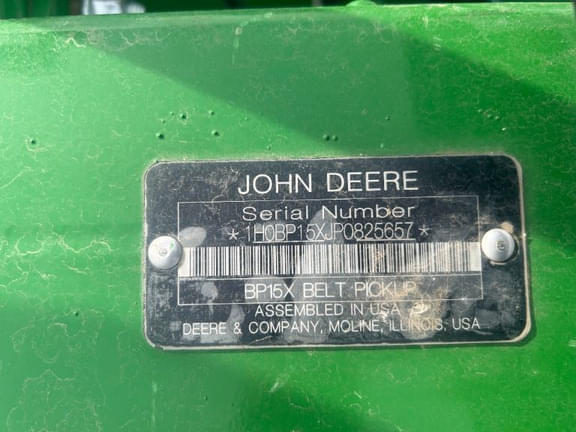 JOHN DEERE
Serial Number
*1H0BP15XJP0825657*
BP15X BELT PICKUP
ASSEMBLED IN USA
DEERE & COMPANY, MOLINE, ILLINOIS, USA